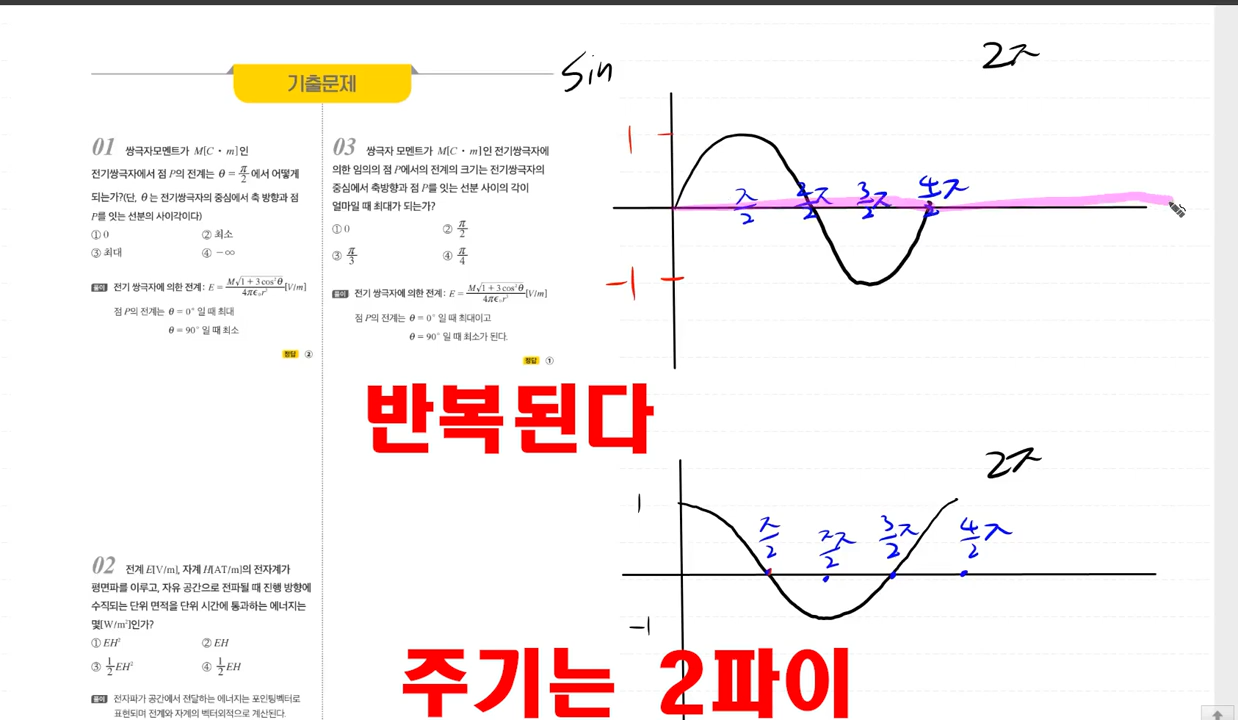 기출문제
01 쌍극자모멘트가 M[C・m]인
전기쌍극자에서 점 P의 전계는 θ = π/2 에서 어떻게
되는가?(단, θ는 전기쌍극자의 중심에서 축 방향과 점
P를 잇는 선분의 사이각이다)
① 0 ② 최소
③ 최대 ④ -∞
풀이 전기 쌍극자에 의한 전계 : E = M√(1+3cos²θ)/4πε₀r³ [V/m]
점 P의 전계는 θ = 0° 일 때 최대
θ = 90° 일 때 최소
정답 ②
02 전계 E[V/m], 자계 H[AT/m]의 전자계가
평면파를 이루고, 자유 공간으로 전파될 때 진행 방향에
수직되는 단위 면적을 단위 시간에 통과하는 에너지는
몇[W/m²]인가?
① EH² ② EH
③ 1/2 EH² ④ 1/2 EH
풀이 전자파가 공간에서 전달하는 에너지는 포인팅벡터로
표현되며 전계와 자계의 벡터외적으로 계산된다.
03 쌍극자 모멘트가 M[C・m]인 전기쌍극자에
의한 임의의 점 P에서의 전계의 크기는 전기쌍극자의
중심에서 축방향과 점 P를 잇는 선분 사이의 각이
얼마일 때 최대가 되는가?
① 0 ② π/2
③ π/3 ④ π/4
풀이 전기 쌍극자에 의한 전계 : E = M√(1+3cos²θ)/4πε₀r³ [V/m]
점 P의 전계는 θ = 0° 일 때 최대이고
θ = 90° 일 때 최소가 된다.
정답 ①
sin
2π
1
π/2 2/2π 3/2π 4/2π
-1
반복된다
2π
1
π/2 2/2π 3/2π 4/2π
-1
주기는 2파이